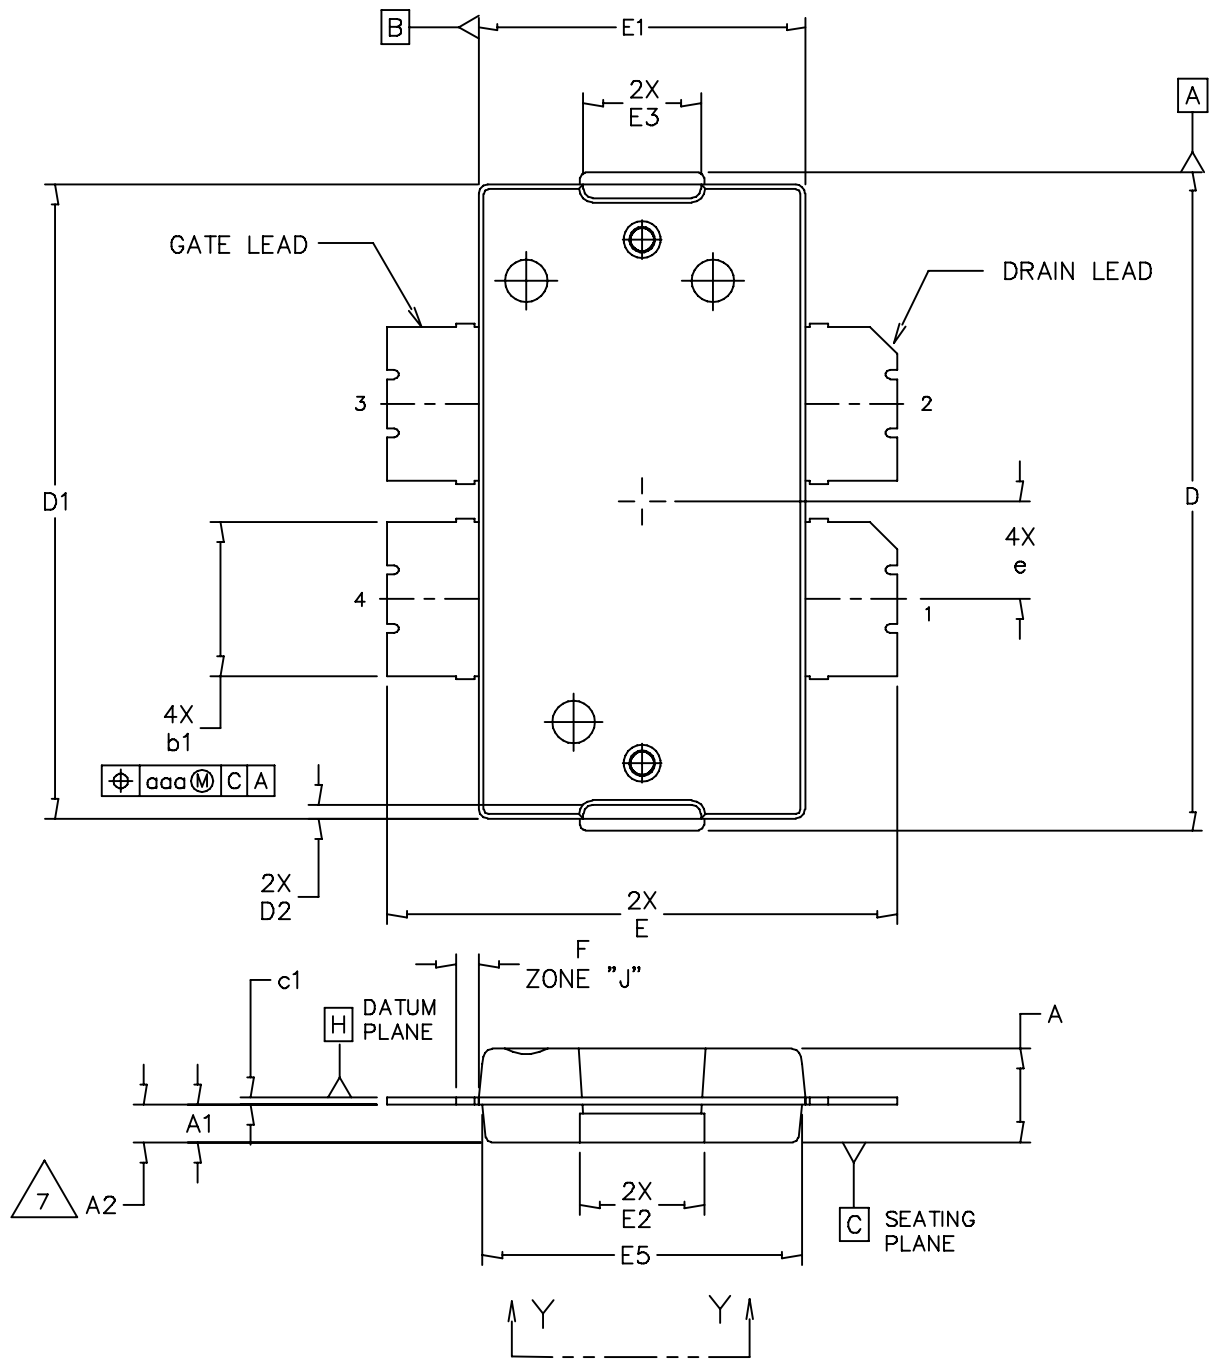 B
E1
2X
E3
A
GATE LEAD
DRAIN LEAD
3
2
D1
D
4X
e
4
1
4X
b1
⌖ aaa Ⓜ C A
2X
D2
2X
E
F
ZONE "J"
c1
H
DATUM
PLANE
A
A1
7
A2
2X
E2
C
SEATING
PLANE
E5
Y
Y